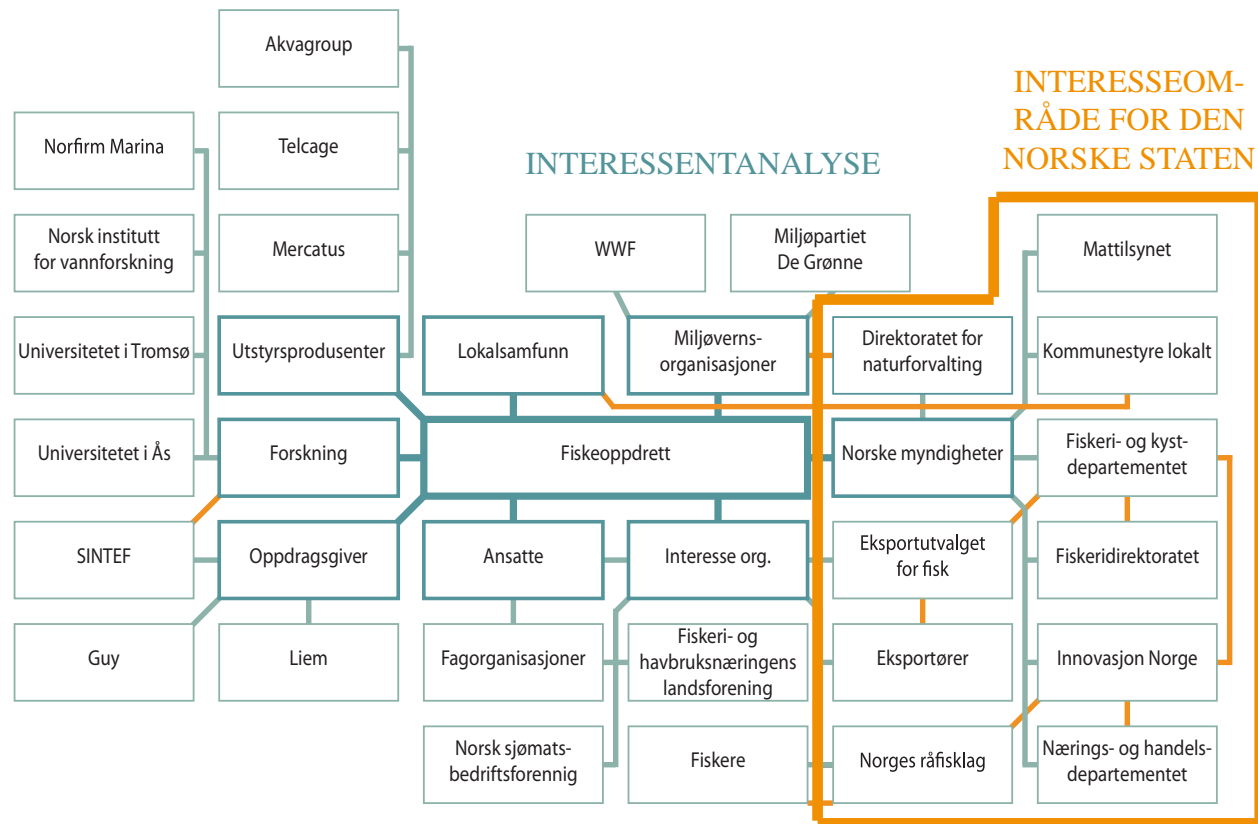 Akvagroup
INTERESSEOM-
RÅDE FOR DEN
NORSKE STATEN
Norfirm Marina
Telcage
INTERESSENTANALYSE
Norsk institutt
for vannforskning
Mercatus
WWF
Miljøpartiet
De Grønne
Mattilsynet
Universitetet i Tromsø
Utstyrsprodusenter
Lokalsamfunn
Miljøverns-
organisasjoner
Direktoratet for
naturforvalting
Kommunestyre lokalt
Universitetet i Ås
Forskning
Fiskeoppdrett
Norske myndigheter
Fiskeri- og kyst-
departementet
SINTEF
Oppdragsgiver
Ansatte
Interesse org.
Eksportutvalget
for fisk
Fiskeridirektoratet
Guy
Liem
Fagorganisasjoner
Fiskeri- og
havbruksnæringens
landsforening
Eksportører
Innovasjon Norge
Norsk sjømats-
bedriftsforennig
Fiskere
Norges råfisklag
Nærings- og handels-
departementet